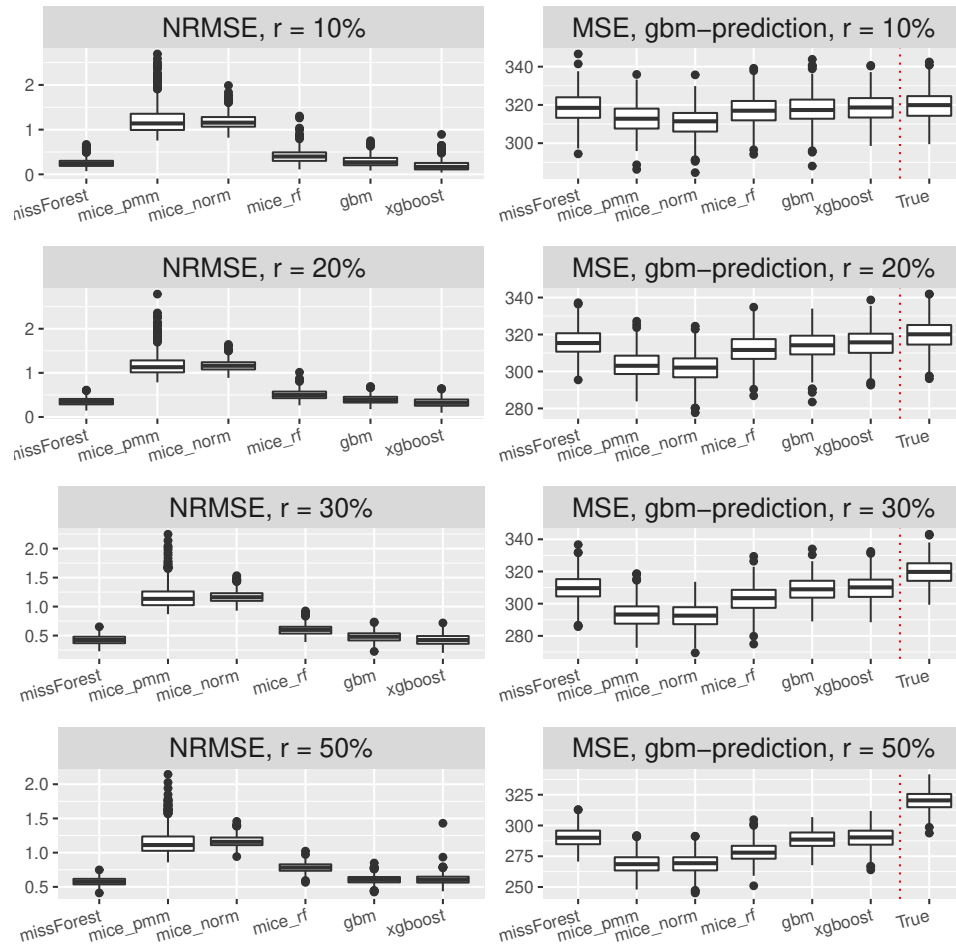 NRMSE, r = 10%
2
1
0
missForest mice_pmm mice_norm mice_rf gbm xgboost
MSE, gbm−prediction, r = 10%
340
320
300
missForest mice_pmm mice_norm mice_rf gbm xgboost True
NRMSE, r = 20%
2
1
0
missForest mice_pmm mice_norm mice_rf gbm xgboost
MSE, gbm−prediction, r = 20%
340
320
300
280
missForest mice_pmm mice_norm mice_rf gbm xgboost True
NRMSE, r = 30%
2.0
1.5
1.0
0.5
missForest mice_pmm mice_norm mice_rf gbm xgboost
MSE, gbm−prediction, r = 30%
340
320
300
280
missForest mice_pmm mice_norm mice_rf gbm xgboost True
NRMSE, r = 50%
2.0
1.5
1.0
0.5
missForest mice_pmm mice_norm mice_rf gbm xgboost
MSE, gbm−prediction, r = 50%
325
300
275
250
missForest mice_pmm mice_norm mice_rf gbm xgboost True